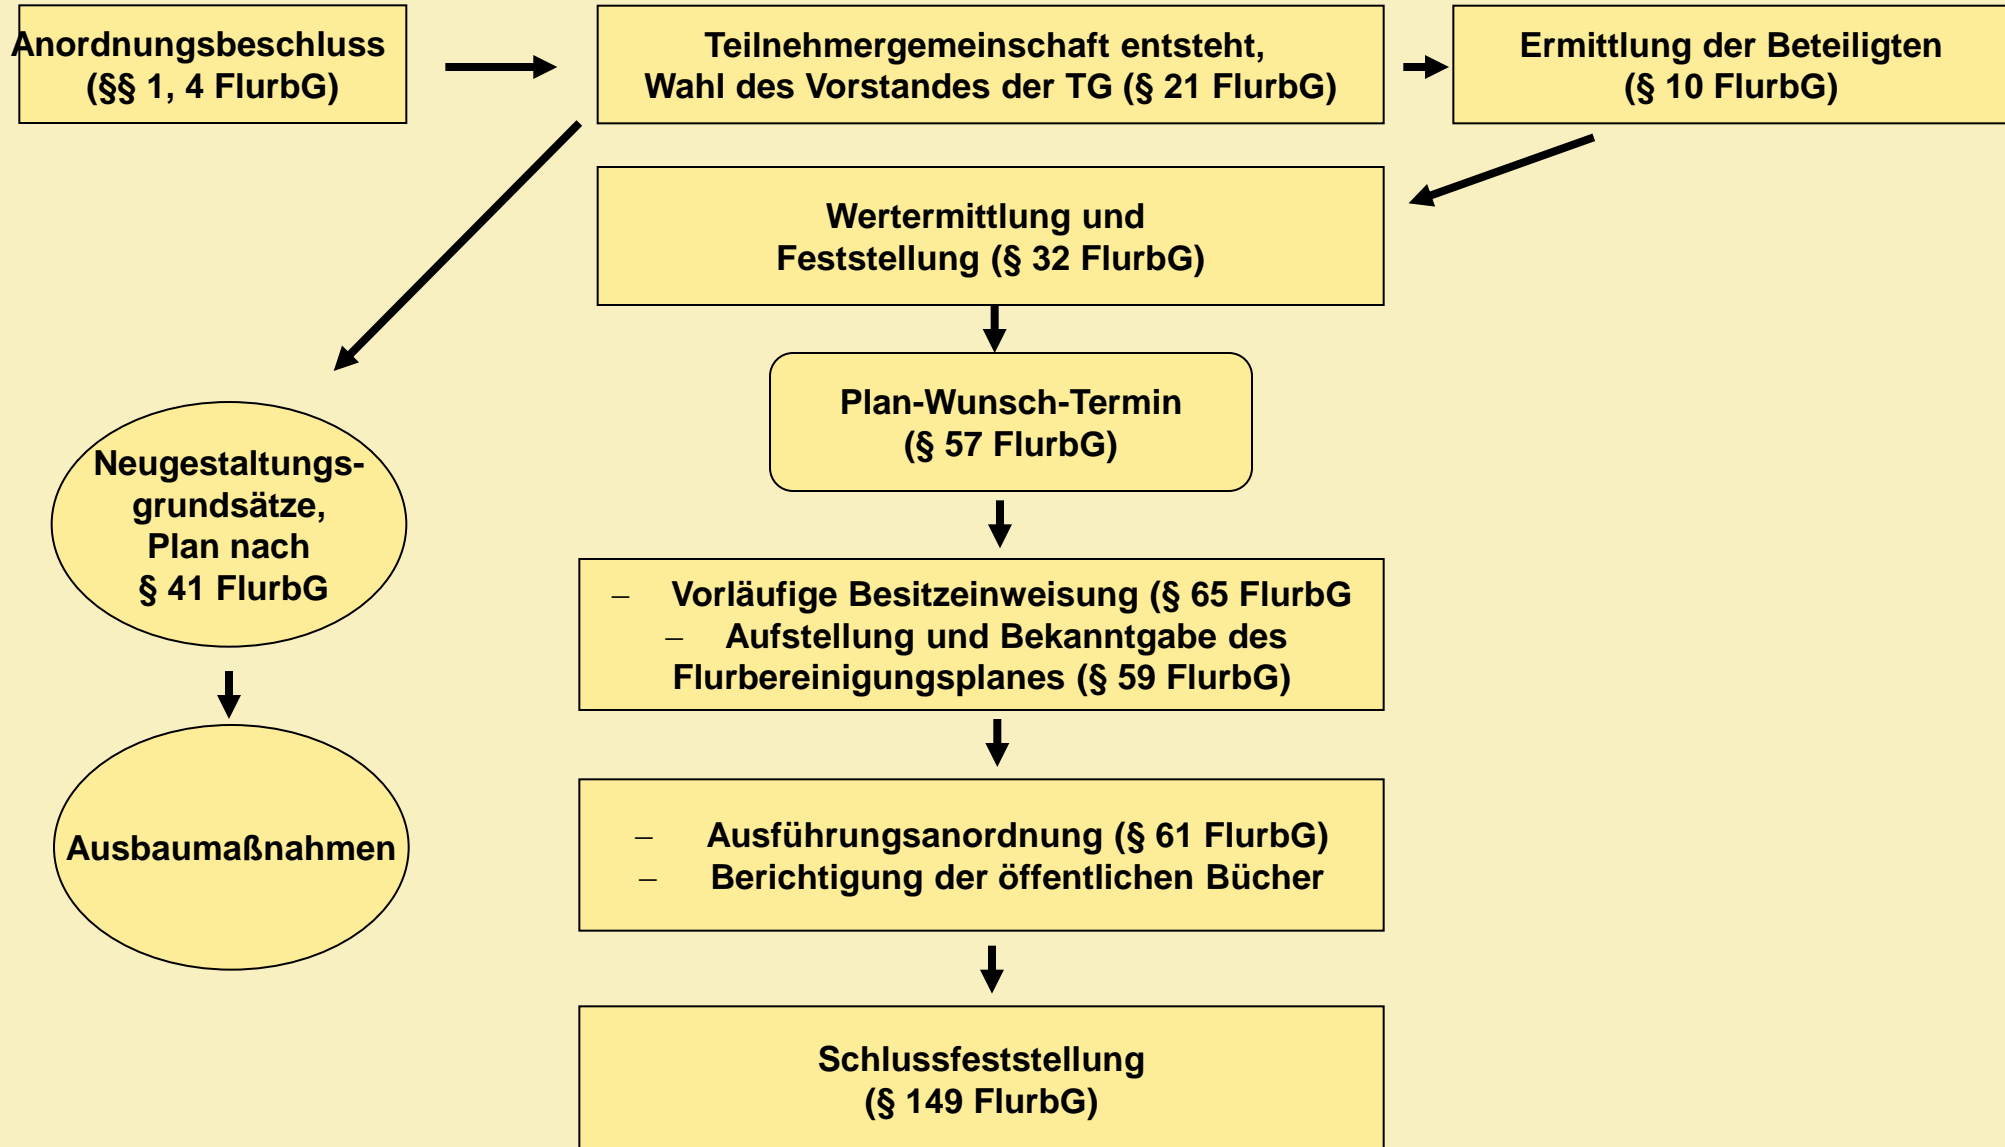 Anordnungsbeschluss
(§§ 1, 4 FlurbG)
Teilnehmergemeinschaft entsteht,
Wahl des Vorstandes der TG (§ 21 FlurbG)
Ermittlung der Beteiligten
(§ 10 FlurbG)
Wertermittlung und
Feststellung (§ 32 FlurbG)
Plan-Wunsch-Termin
(§ 57 FlurbG)
Neugestaltungs-
grundsätze,
Plan nach
§ 41 FlurbG
– Vorläufige Besitzeinweisung (§ 65 FlurbG
– Aufstellung und Bekanntgabe des
Flurbereinigungsplanes (§ 59 FlurbG)
Ausbaumaßnahmen
– Ausführungsanordnung (§ 61 FlurbG)
– Berichtigung der öffentlichen Bücher
Schlussfeststellung
(§ 149 FlurbG)